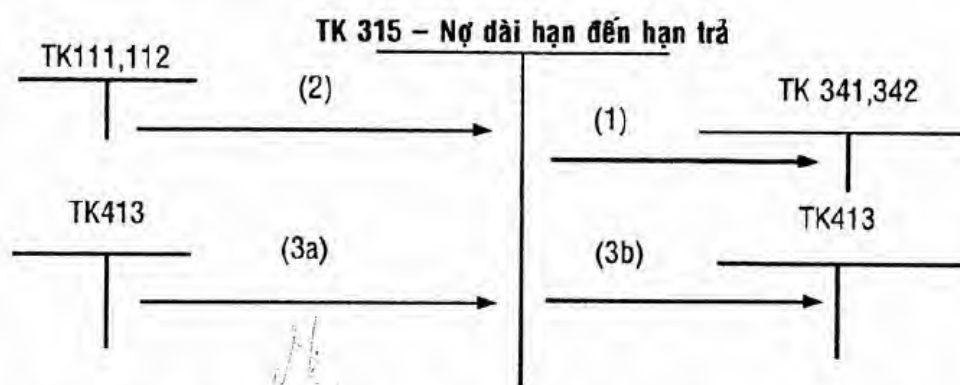 TK 315 – Nợ dài hạn đến hạn trả
TK111,112
(2)
TK 341,342
(1)
TK413
(3a)
TK413
(3b)